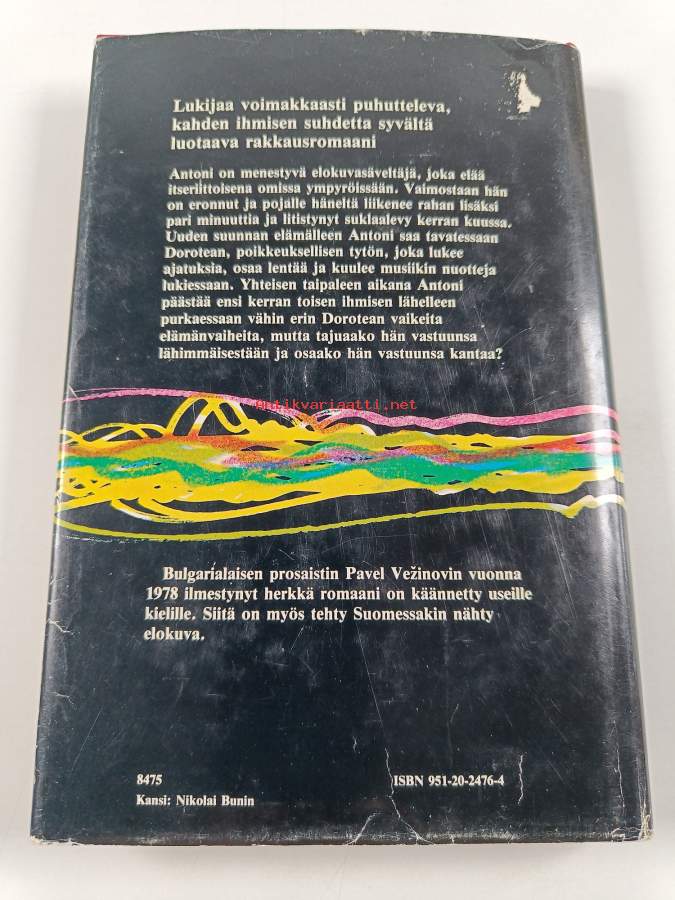 Lukijaa voimakkaasti puhutteleva,
kahden ihmisen suhdetta syvältä
luotaava rakkausromaani
Antoni on menestyvä elokuvasäveltäjä, joka elää
itseriittoisena omissa ympyröissään. Vaimostaan hän
on eronnut ja pojalle häneltä liikenee rahan lisäksi
pari minuuttia ja litistynyt suklaalevy kerran kuussa.
Uuden suunnan elämälleen Antoni saa tavatessaan
Dorotean, poikkeuksellisen tytön, joka lukee
ajatuksia, osaa lentää ja kuulee musiikin nuotteja
lukiessaan. Yhteisen taipaleen aikana Antoni
päästää ensi kerran toisen ihmisen lähelleen
purkaessaan vähin erin Dorotean vaikeita
elämänvaiheita, mutta tajuaako hän vastuunsa
lähimmäisestään ja osaako hän vastuunsa kantaa?
antikvariaatti.net
Bulgarialaisen prosaistin Pavel Vežinovin vuonna
1978 ilmestynyt herkkä romaani on käännetty useille
kielille. Siitä on myös tehty Suomessakin nähty
elokuva.
8475 ISBN 951-20-2476-4
Kansi: Nikolai Bunin